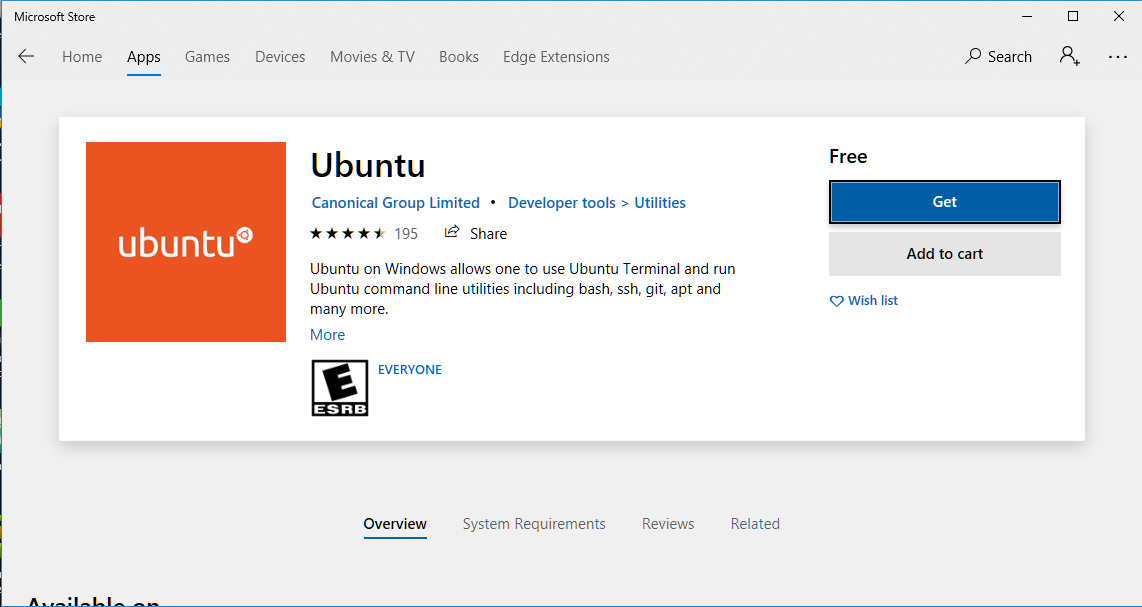 Microsoft Store
Home Apps Games Devices Movies & TV Books Edge Extensions Search
ubuntu
Ubuntu
Canonical Group Limited • Developer tools > Utilities
195 Share
Ubuntu on Windows allows one to use Ubuntu Terminal and run
Ubuntu command line utilities including bash, ssh, git, apt and
many more.
More
E
ESRB
EVERYONE
Free
Get
Add to cart
Wish list
Overview System Requirements Reviews Related
Available on